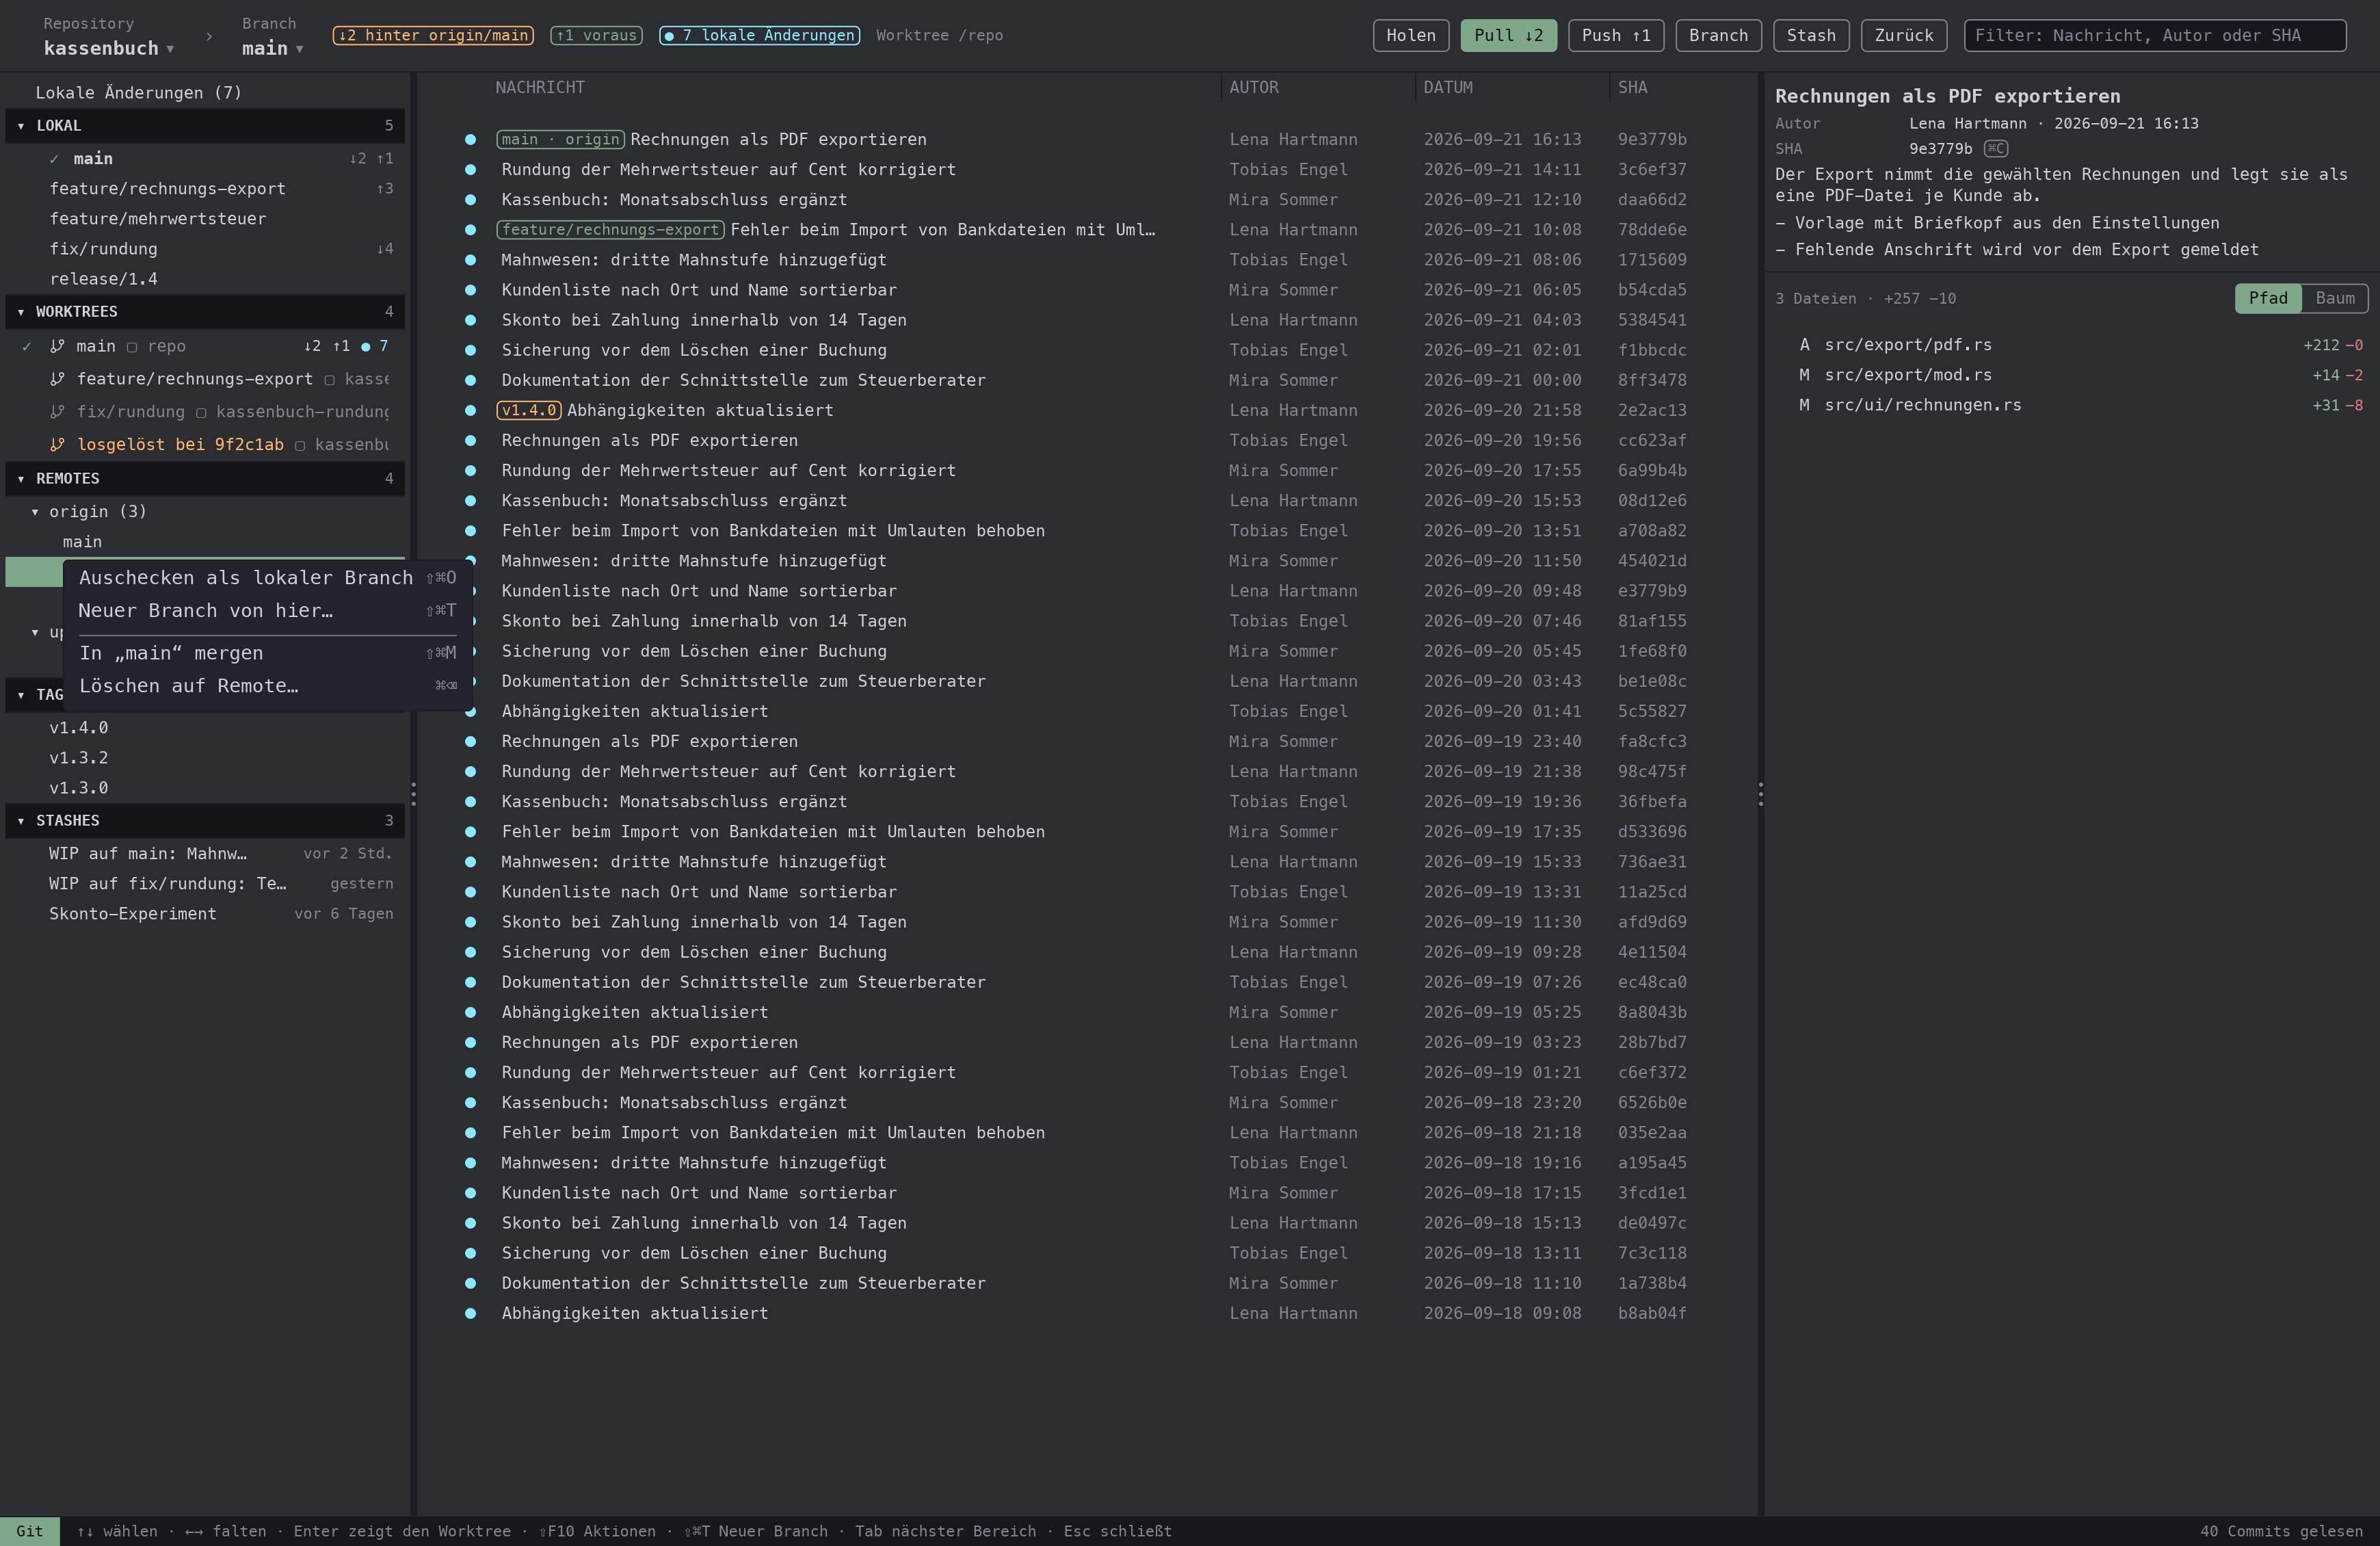 Repository
kassenbuch ▾
›
Branch
main ▾
↓2 hinter origin/main
↑1 voraus
● 7 lokale Änderungen
Worktree /repo
Holen
Pull ↓2
Push ↑1
Branch
Stash
Zurück
Filter: Nachricht, Autor oder SHA
Lokale Änderungen (7)
▾ LOKAL 5
✓ main ↓2 ↑1
feature/rechnungs-export ↑3
feature/mehrwertsteuer
fix/rundung ↓4
release/1.4
▾ WORKTREES 4
✓ main ▢ repo ↓2 ↑1 ● 7
feature/rechnungs-export ▢ kasse
fix/rundung ▢ kassenbuch-rundung
losgelöst bei 9f2c1ab ▢ kassenbu
▾ REMOTES 4
▾ origin (3)
main
Auschecken als lokaler Branch ⇧⌘O
Neuer Branch von hier… ⇧⌘T
In „main“ mergen ⇧⌘M
Löschen auf Remote… ⌘⌫
▾ up
▾ TAG
v1.4.0
v1.3.2
v1.3.0
▾ STASHES 3
WIP auf main: Mahnw… vor 2 Std.
WIP auf fix/rundung: Te… gestern
Skonto-Experiment vor 6 Tagen
NACHRICHT AUTOR DATUM SHA
main · origin Rechnungen als PDF exportieren Lena Hartmann 2026-09-21 16:13 9e3779b
Rundung der Mehrwertsteuer auf Cent korrigiert Tobias Engel 2026-09-21 14:11 3c6ef37
Kassenbuch: Monatsabschluss ergänzt Mira Sommer 2026-09-21 12:10 daa66d2
feature/rechnungs-export Fehler beim Import von Bankdateien mit Uml… Lena Hartmann 2026-09-21 10:08 78dde6e
Mahnwesen: dritte Mahnstufe hinzugefügt Tobias Engel 2026-09-21 08:06 1715609
Kundenliste nach Ort und Name sortierbar Mira Sommer 2026-09-21 06:05 b54cda5
Skonto bei Zahlung innerhalb von 14 Tagen Lena Hartmann 2026-09-21 04:03 5384541
Sicherung vor dem Löschen einer Buchung Tobias Engel 2026-09-21 02:01 f1bbcdc
Dokumentation der Schnittstelle zum Steuerberater Mira Sommer 2026-09-21 00:00 8ff3478
v1.4.0 Abhängigkeiten aktualisiert Lena Hartmann 2026-09-20 21:58 2e2ac13
Rechnungen als PDF exportieren Tobias Engel 2026-09-20 19:56 cc623af
Rundung der Mehrwertsteuer auf Cent korrigiert Mira Sommer 2026-09-20 17:55 6a99b4b
Kassenbuch: Monatsabschluss ergänzt Lena Hartmann 2026-09-20 15:53 08d12e6
Fehler beim Import von Bankdateien mit Umlauten behoben Tobias Engel 2026-09-20 13:51 a708a82
Mahnwesen: dritte Mahnstufe hinzugefügt Mira Sommer 2026-09-20 11:50 454021d
Kundenliste nach Ort und Name sortierbar Lena Hartmann 2026-09-20 09:48 e3779b9
Skonto bei Zahlung innerhalb von 14 Tagen Tobias Engel 2026-09-20 07:46 81af155
Sicherung vor dem Löschen einer Buchung Mira Sommer 2026-09-20 05:45 1fe68f0
Dokumentation der Schnittstelle zum Steuerberater Lena Hartmann 2026-09-20 03:43 be1e08c
Abhängigkeiten aktualisiert Tobias Engel 2026-09-20 01:41 5c55827
Rechnungen als PDF exportieren Mira Sommer 2026-09-19 23:40 fa8cfc3
Rundung der Mehrwertsteuer auf Cent korrigiert Lena Hartmann 2026-09-19 21:38 98c475f
Kassenbuch: Monatsabschluss ergänzt Tobias Engel 2026-09-19 19:36 36fbefa
Fehler beim Import von Bankdateien mit Umlauten behoben Mira Sommer 2026-09-19 17:35 d533696
Mahnwesen: dritte Mahnstufe hinzugefügt Lena Hartmann 2026-09-19 15:33 736ae31
Kundenliste nach Ort und Name sortierbar Tobias Engel 2026-09-19 13:31 11a25cd
Skonto bei Zahlung innerhalb von 14 Tagen Mira Sommer 2026-09-19 11:30 afd9d69
Sicherung vor dem Löschen einer Buchung Lena Hartmann 2026-09-19 09:28 4e11504
Dokumentation der Schnittstelle zum Steuerberater Tobias Engel 2026-09-19 07:26 ec48ca0
Abhängigkeiten aktualisiert Mira Sommer 2026-09-19 05:25 8a8043b
Rechnungen als PDF exportieren Lena Hartmann 2026-09-19 03:23 28b7bd7
Rundung der Mehrwertsteuer auf Cent korrigiert Tobias Engel 2026-09-19 01:21 c6ef372
Kassenbuch: Monatsabschluss ergänzt Mira Sommer 2026-09-18 23:20 6526b0e
Fehler beim Import von Bankdateien mit Umlauten behoben Lena Hartmann 2026-09-18 21:18 035e2aa
Mahnwesen: dritte Mahnstufe hinzugefügt Tobias Engel 2026-09-18 19:16 a195a45
Kundenliste nach Ort und Name sortierbar Mira Sommer 2026-09-18 17:15 3fcd1e1
Skonto bei Zahlung innerhalb von 14 Tagen Lena Hartmann 2026-09-18 15:13 de0497c
Sicherung vor dem Löschen einer Buchung Tobias Engel 2026-09-18 13:11 7c3c118
Dokumentation der Schnittstelle zum Steuerberater Mira Sommer 2026-09-18 11:10 1a738b4
Abhängigkeiten aktualisiert Lena Hartmann 2026-09-18 09:08 b8ab04f
Rechnungen als PDF exportieren
Autor Lena Hartmann · 2026-09-21 16:13
SHA 9e3779b ⌘C
Der Export nimmt die gewählten Rechnungen und legt sie als
eine PDF-Datei je Kunde ab.
– Vorlage mit Briefkopf aus den Einstellungen
– Fehlende Anschrift wird vor dem Export gemeldet
3 Dateien · +257 −10
Pfad Baum
A src/export/pdf.rs +212 −0
M src/export/mod.rs +14 −2
M src/ui/rechnungen.rs +31 −8
Git ↑↓ wählen · ←→ falten · Enter zeigt den Worktree · ⇧F10 Aktionen · ⇧⌘T Neuer Branch · Tab nächster Bereich · Esc schließt
40 Commits gelesen